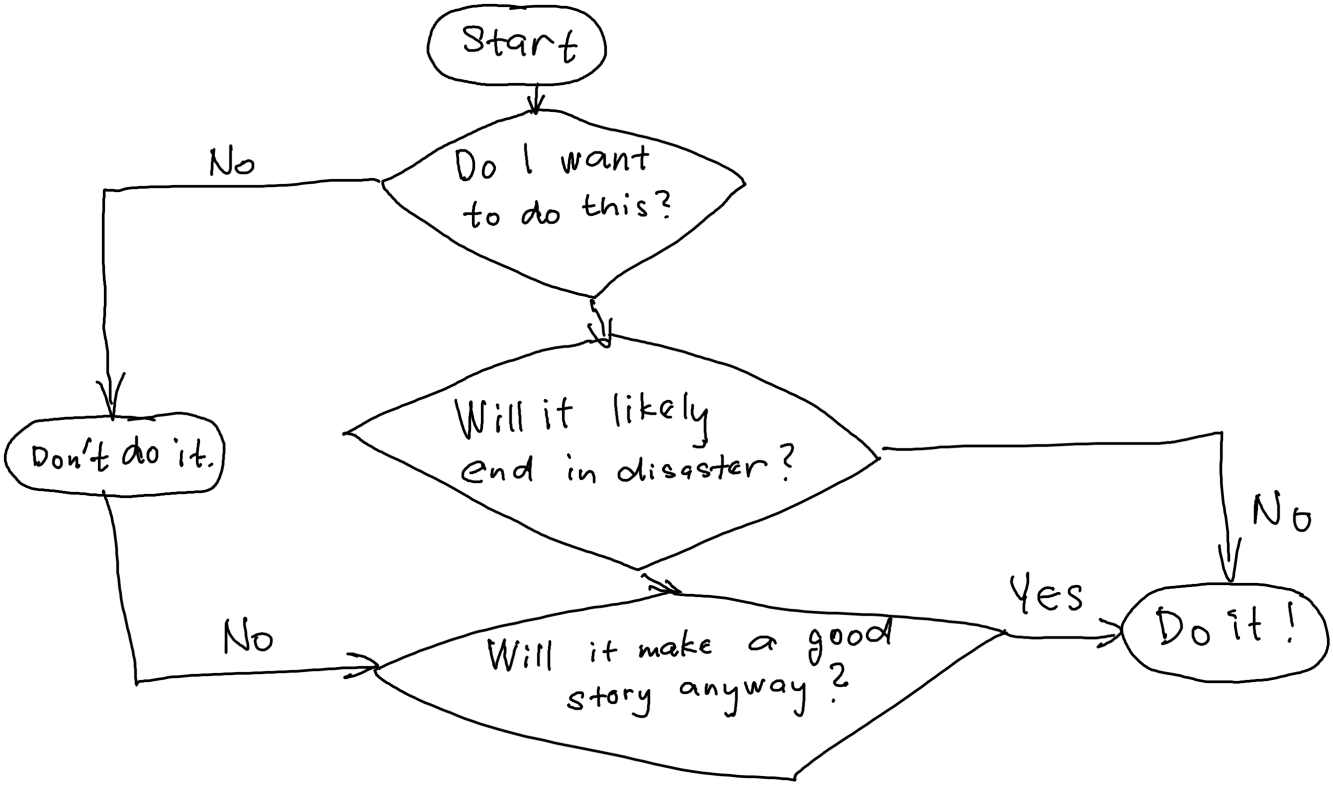 Start
No
Do I want
to do this?
Will it likely
end in disaster?
Don't do it.
No
No
Will it make a good
story anyway?
Yes
Do it!